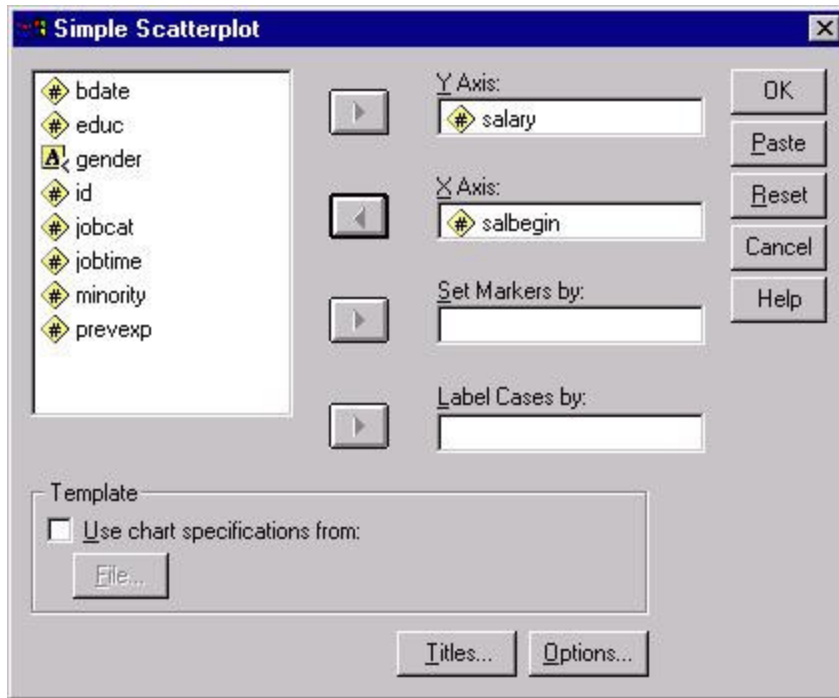 Simple Scatterplot
bdate
educ
gender
id
jobcat
jobtime
minority
prevexp
Y Axis:
salary
X Axis:
salbegin
Set Markers by:
Label Cases by:
OK
Paste
Reset
Cancel
Help
Template
Use chart specifications from:
File...
Titles...
Options...